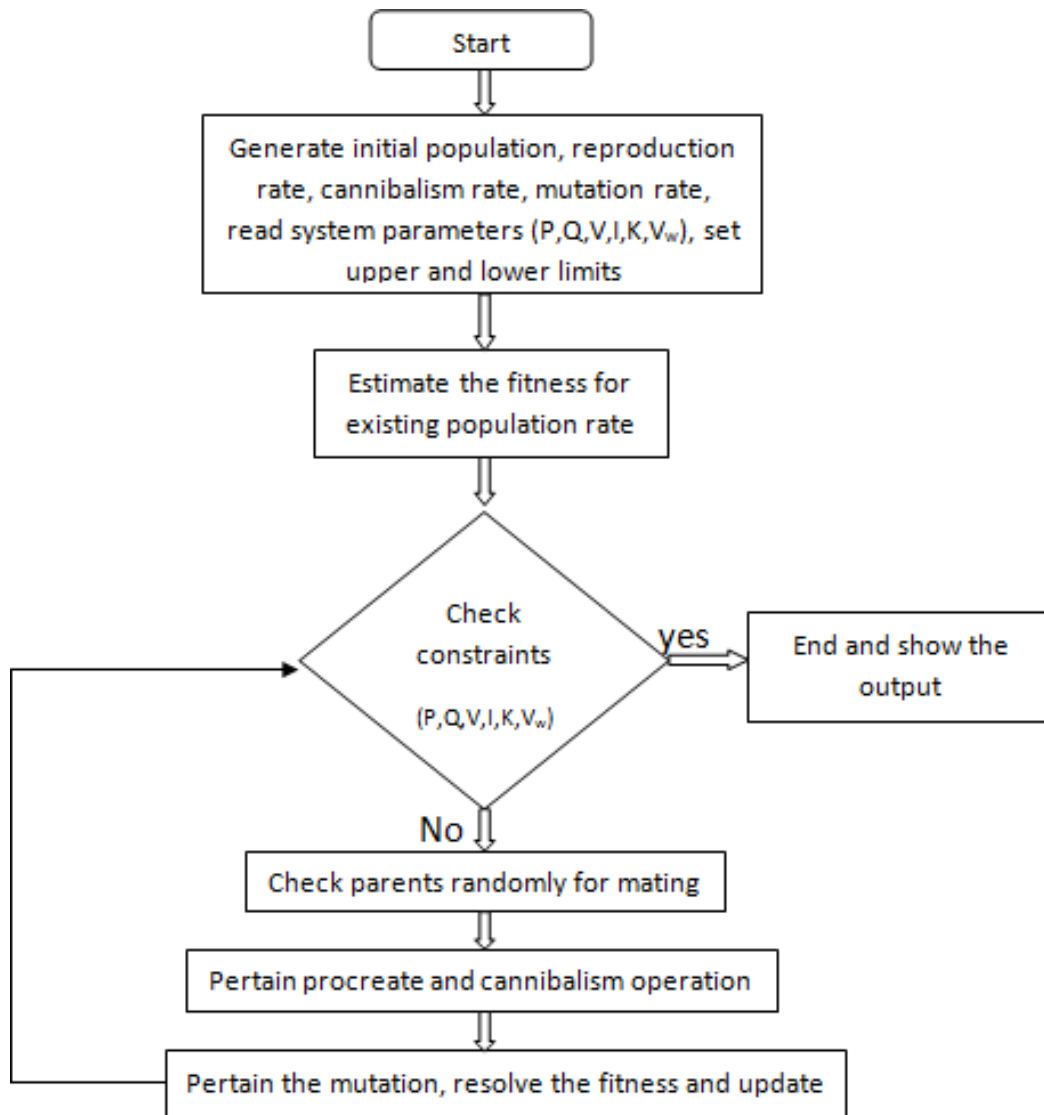 Start
Generate initial population, reproduction
rate, cannibalism rate, mutation rate,
read system parameters (P,Q,V,I,K,Vw), set
upper and lower limits
Estimate the fitness for
existing population rate
Check
constraints
(P,Q,V,I,K,Vw)
yes
End and show the
output
No
Check parents randomly for mating
Pertain procreate and cannibalism operation
Pertain the mutation, resolve the fitness and update